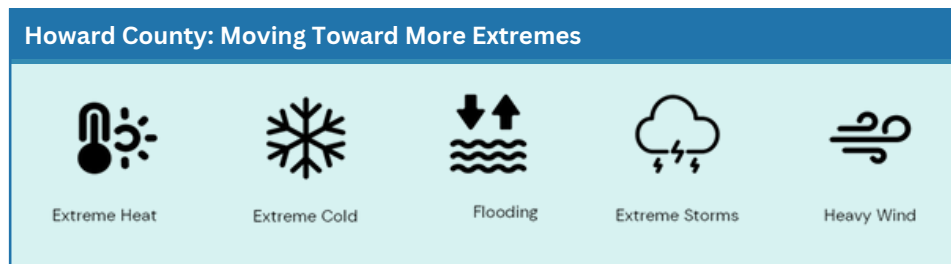 Howard County: Moving Toward More Extremes
Extreme Heat
Extreme Cold
Flooding
Extreme Storms
Heavy Wind